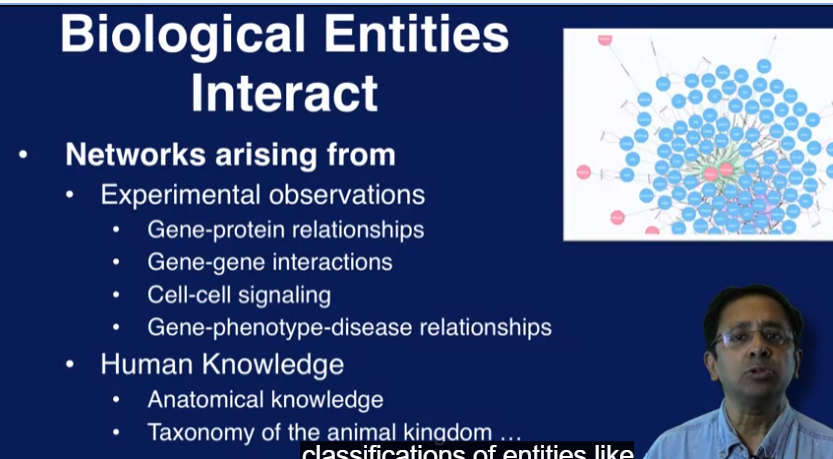 Biological Entities
Interact
• Networks arising from
• Experimental observations
• Gene-protein relationships
• Gene-gene interactions
• Cell-cell signaling
• Gene-phenotype-disease relationships
• Human Knowledge
• Anatomical knowledge
• Taxonomy of the animal kingdom ...
classifications of entities like